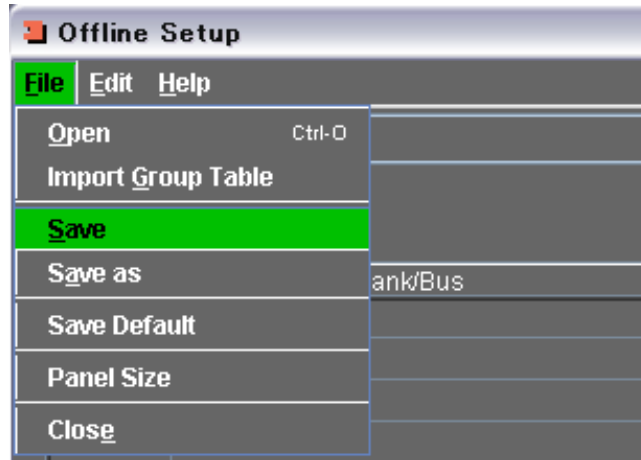 Offline Setup
File Edit Help
Open Ctrl-O
Import Group Table
Save
Save as
ank/Bus
Save Default
Panel Size
Close